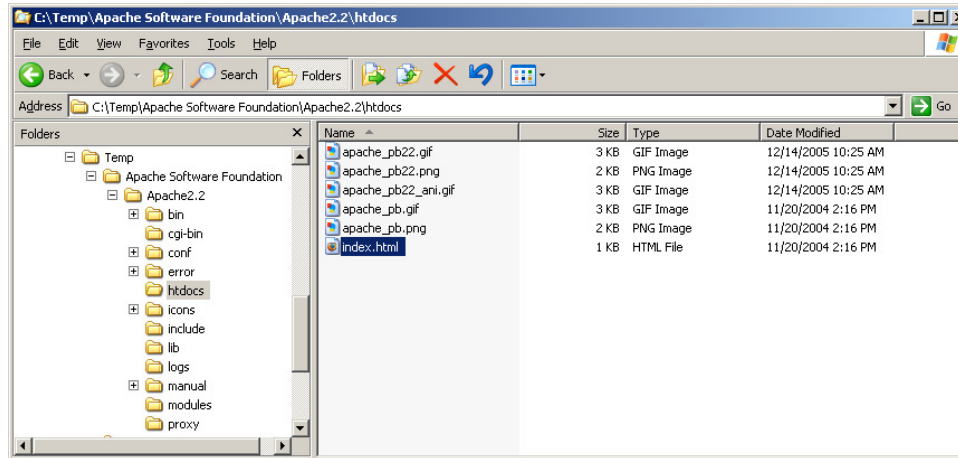 C:\Temp\Apache Software Foundation\Apache2.2\htdocs
File Edit View Favorites Tools Help
Back Search Folders
Address C:\Temp\Apache Software Foundation\Apache2.2\htdocs Go
Folders Name Size Type Date Modified
Temp
Apache Software Foundation
Apache2.2
bin
cgi-bin
conf
error
htdocs
icons
include
lib
logs
manual
modules
proxy
apache_pb22.gif 3 KB GIF Image 12/14/2005 10:25 AM
apache_pb22.png 2 KB PNG Image 12/14/2005 10:25 AM
apache_pb22_ani.gif 3 KB GIF Image 12/14/2005 10:25 AM
apache_pb.gif 3 KB GIF Image 11/20/2004 2:16 PM
apache_pb.png 2 KB PNG Image 11/20/2004 2:16 PM
index.html 1 KB HTML File 11/20/2004 2:16 PM